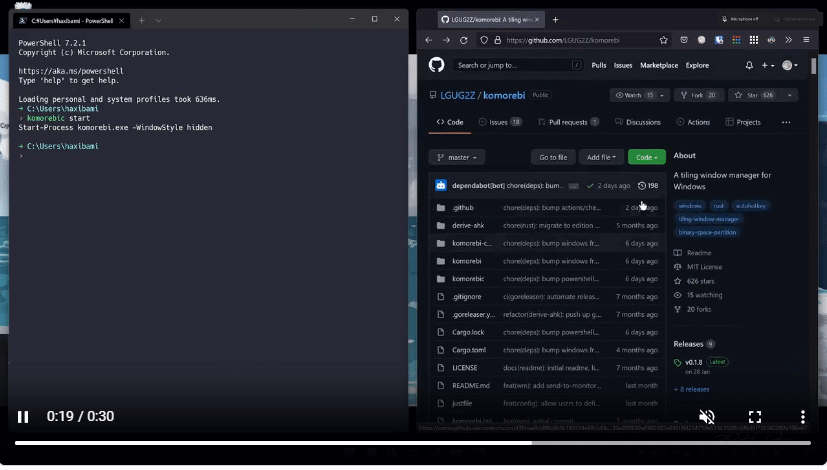 C:¥Users¥haxibami - PowerShell
PowerShell 7.2.1
Copyright (c) Microsoft Corporation.
https://aka.ms/powershell
Type 'help' to get help.
Loading personal and system profiles took 636ms.
→ C:\Users\haxibami
› komorebic start
Start-Process komorebi.exe -WindowStyle hidden
→ C:\Users\haxibami
›
LGUG2Z/komorebi: A tiling win
Microphone off
https://github.com/LGUG2Z/komorebi
Search or jump to...
/
Pulls Issues Marketplace Explore
LGUG2Z / komorebi Public
Watch 15
Fork 20
Star 626
Code
Issues 18
Pull requests 1
Discussions
Actions
Projects
master
Go to file
Add file
Code
dependabot[bot] chore(deps): bum... 2 days ago 198
.github chore(deps): bump actions/che... 2 days ago
derive-ahk chore(rust): migrate to edition ... 5 months ago
komorebi-c... chore(deps): bump windows fr... 6 days ago
komorebi chore(deps): bump windows fr... 6 days ago
komorebic chore(deps): bump powershell... 6 days ago
.gitignore ci(goreleaser): automate releas... 7 months ago
.goreleaser.y... refactor(derive-ahk): push up g... 7 months ago
Cargo.lock chore(deps): bump powershell... 6 days ago
Cargo.toml chore(deps): bump windows fr... 4 months ago
LICENSE docs(readme): initial readme, li... 7 months ago
README.md feat(wm): add send-to-monitor... last month
justfile feat(config): allow users to defi... last month
About
A tiling window manager for
Windows
windows rust autohotkey
tiling-window-manager
binary-space-partition
Readme
MIT License
626 stars
15 watching
20 forks
Releases 9
v0.1.8 Latest
on 28 Jan
+ 8 releases
0:19 / 0:30